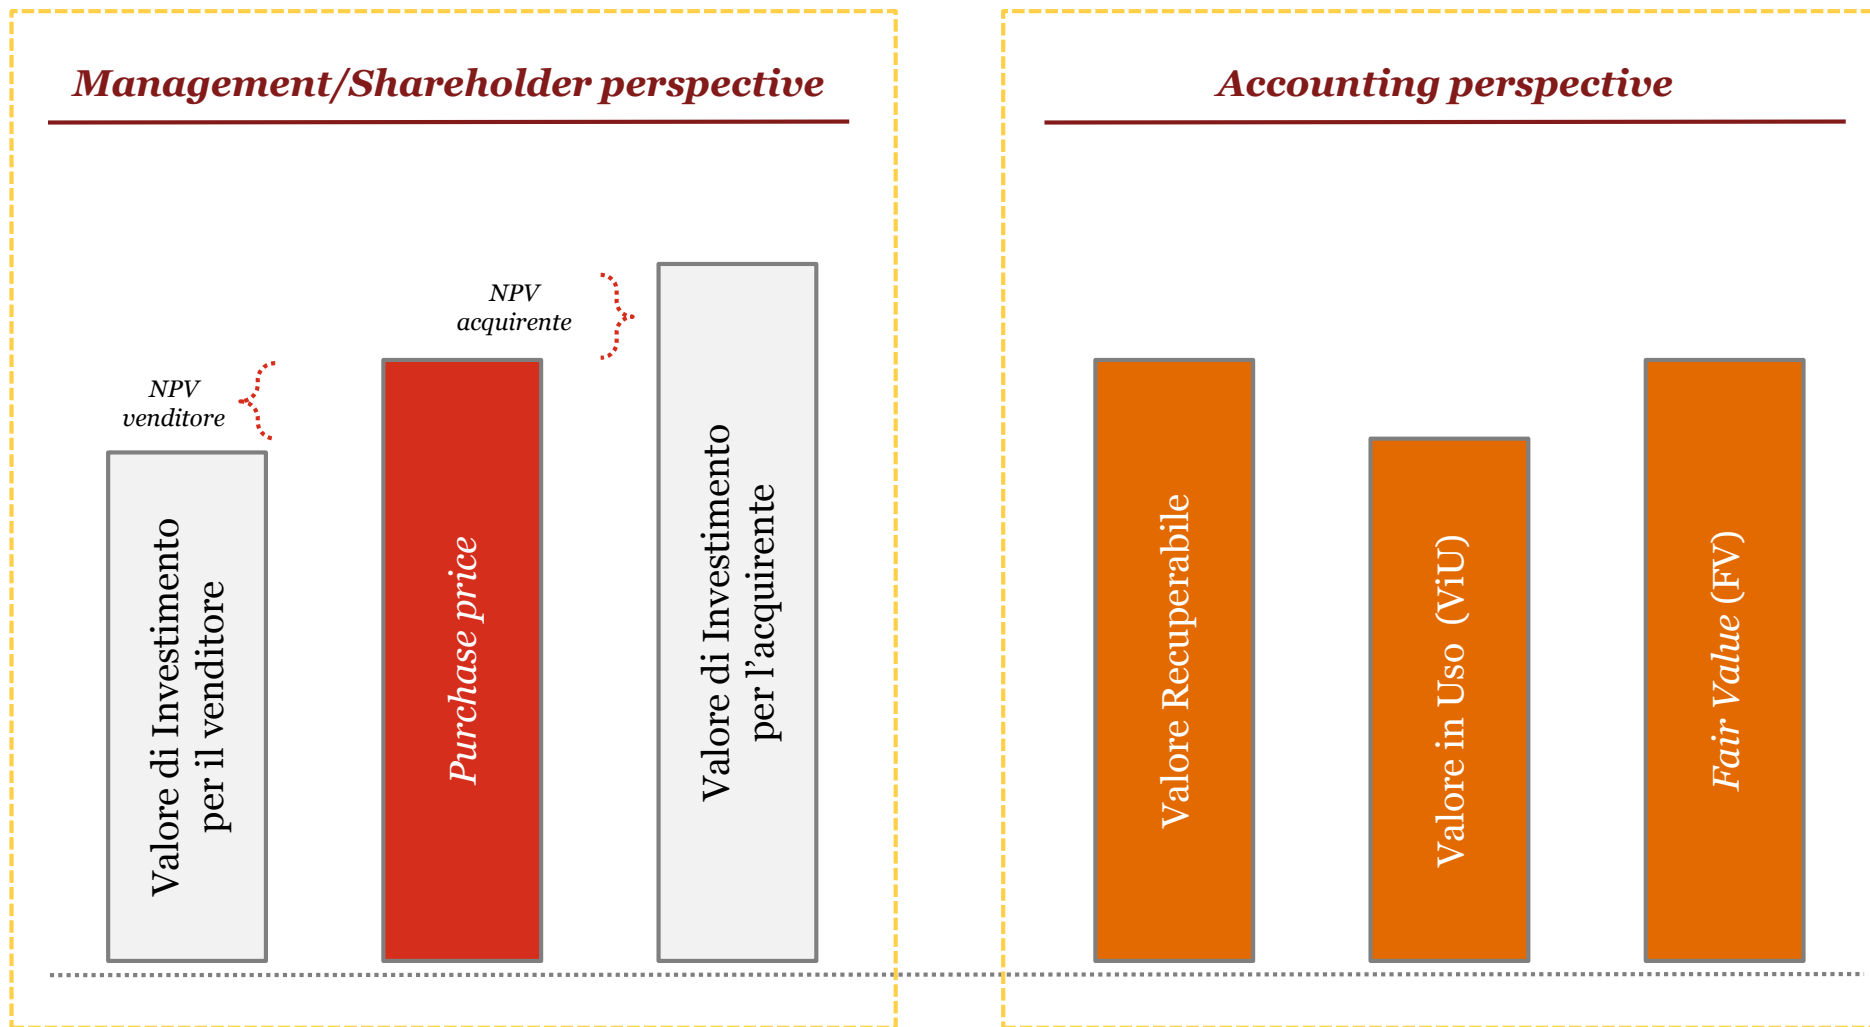 Management/Shareholder perspective
NPV
venditore
NPV
acquirente
Valore di Investimento
per il venditore
Purchase price
Valore di Investimento
per l’acquirente
Accounting perspective
Valore Recuperabile
Valore in Uso (ViU)
Fair Value (FV)